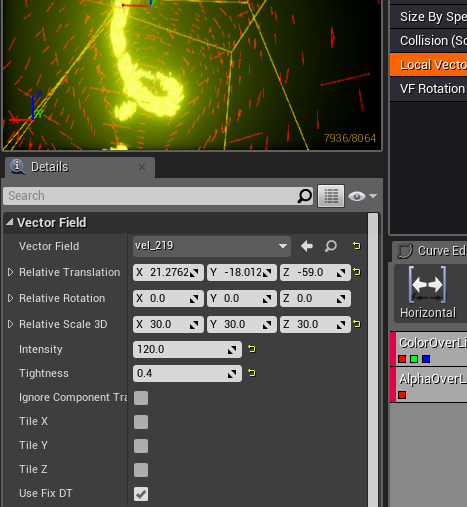 Size By Spe
Collision (Sc
Local Vecto
VF Rotation
7936/8064
Details
Search
Vector Field
Vector Field vel_219
Relative Translation X 21.2762 Y -18.012 Z -59.0
Relative Rotation X 0.0 Y 0.0 Z 0.0
Relative Scale 3D X 30.0 Y 30.0 Z 30.0
Intensity 120.0
Tightness 0.4
Ignore Component Tra
Tile X
Tile Y
Tile Z
Use Fix DT
Curve Ed
Horizontal
ColorOverLi
AlphaOverL